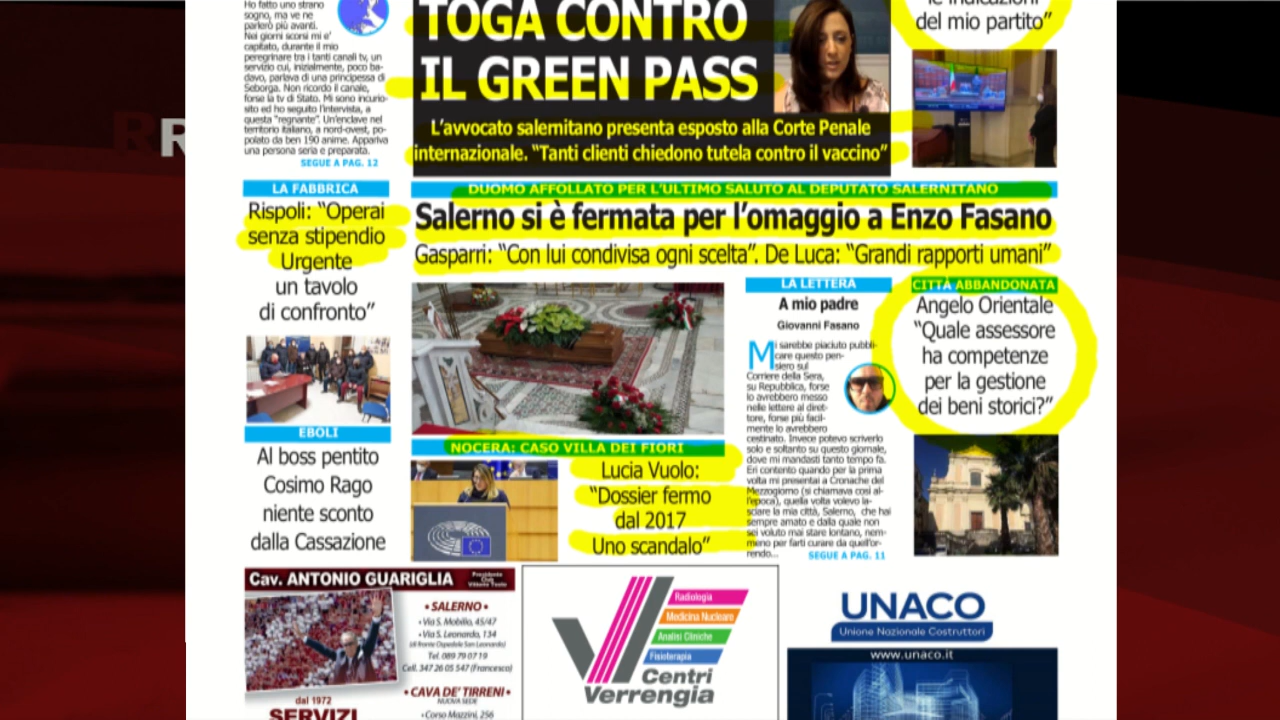 Ho fatto uno strano
sogno, ma ve ne
parlerò più avanti.
Nei giorni scorsi mi e'
capitato, durante il mio
peregrinare tra i tanti canali tv, un
servizio cui, inizialmente, poco ba-
davo, parlava di una principessa di
Seborga. Non ricordo il canale,
forse la tv di Stato. Mi sono incurio-
sito ed ho seguito l'intervista, a
questa "regnante". Un'enclave nel
territorio italiano, a nord-ovest, po-
polato da ben 190 anime. Appariva
una persona seria e preparata.
SEGUE A PAG. 12
TOGA CONTRO
IL GREEN PASS
L'avvocato salernitano presenta esposto alla Corte Penale
internazionale. "Tanti clienti chiedono tutela contro il vaccino"
le indicazioni
del mio partito"
LA FABBRICA
Rispoli: "Operai
senza stipendio
Urgente
un tavolo
di confronto"
EBOLI
Al boss pentito
Cosimo Rago
niente sconto
dalla Cassazione
DUOMO AFFOLLATO PER L'ULTIMO SALUTO AL DEPUTATO SALERNITANO
Salerno si è fermata per l'omaggio a Enzo Fasano
Gasparri: "Con lui condivisa ogni scelta". De Luca: "Grandi rapporti umani"
NOCERA: CASO VILLA DEI FIORI
Lucia Vuolo:
"Dossier fermo
dal 2017
Uno scandalo"
LA LETTERA
A mio padre
Giovanni Fasano
Mi sarebbe piaciuto pubbli-
care questo pen-
siero sul
Corriere della Sera,
su Repubblica, forse
lo avrebbero messo
nelle lettere al diret-
tore, forse più facil-
mente lo avrebbero
cestinato. Invece potevo scriverlo
solo e soltanto su questo giornale,
dove mi mandasti tanto tempo fa.
Eri contento quando per la prima
volta mi presentai a Cronache del
Mezzogiorno (si chiamava così al-
l'epoca), quella volta volevo la-
sciare la mia città, Salerno, che hai
sempre amato e dalla quale non
sei voluto mai stare lontano, nem-
meno per farti curare da quell'or-
rendo...
SEGUE A PAG. 11
CITTÀ ABBANDONATA
Angelo Orientale
"Quale assessore
ha competenze
per la gestione
dei beni storici?"
Cav. ANTONIO GUARIGLIA
Presidente
Club
• SALERNO •
• Via S. Mobilio, 45/47
• Via S. Leonardo, 134
(di fronte Ospedale San Leonardo)
Tel. 089 79 07 19
Cell. 347 26 05 547 (Francesco)
• CAVA DE' TIRRENI •
NUOVA SEDE
• Corso Mazzini, 256
dal 1972
SERVIZI
Radiologia
Medicina Nucleare
Analisi Cliniche
Fisioterapia
Centri
Verrengia
UNACO
Unione Nazionale Costruttori
www.unaco.it